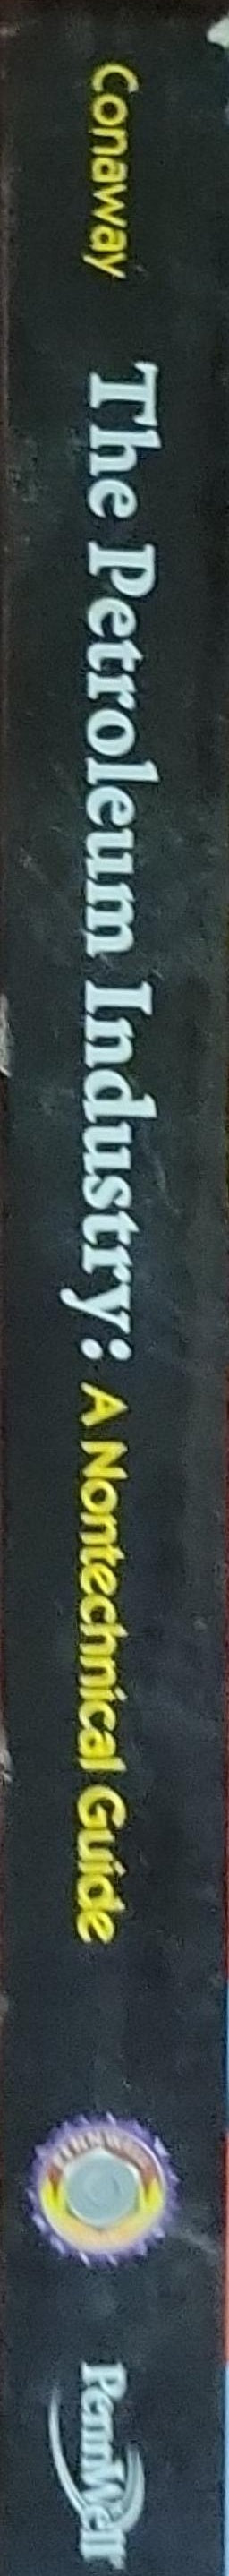 Conaway
The Petroleum Industry: A Nontechnical Guide
PennWell